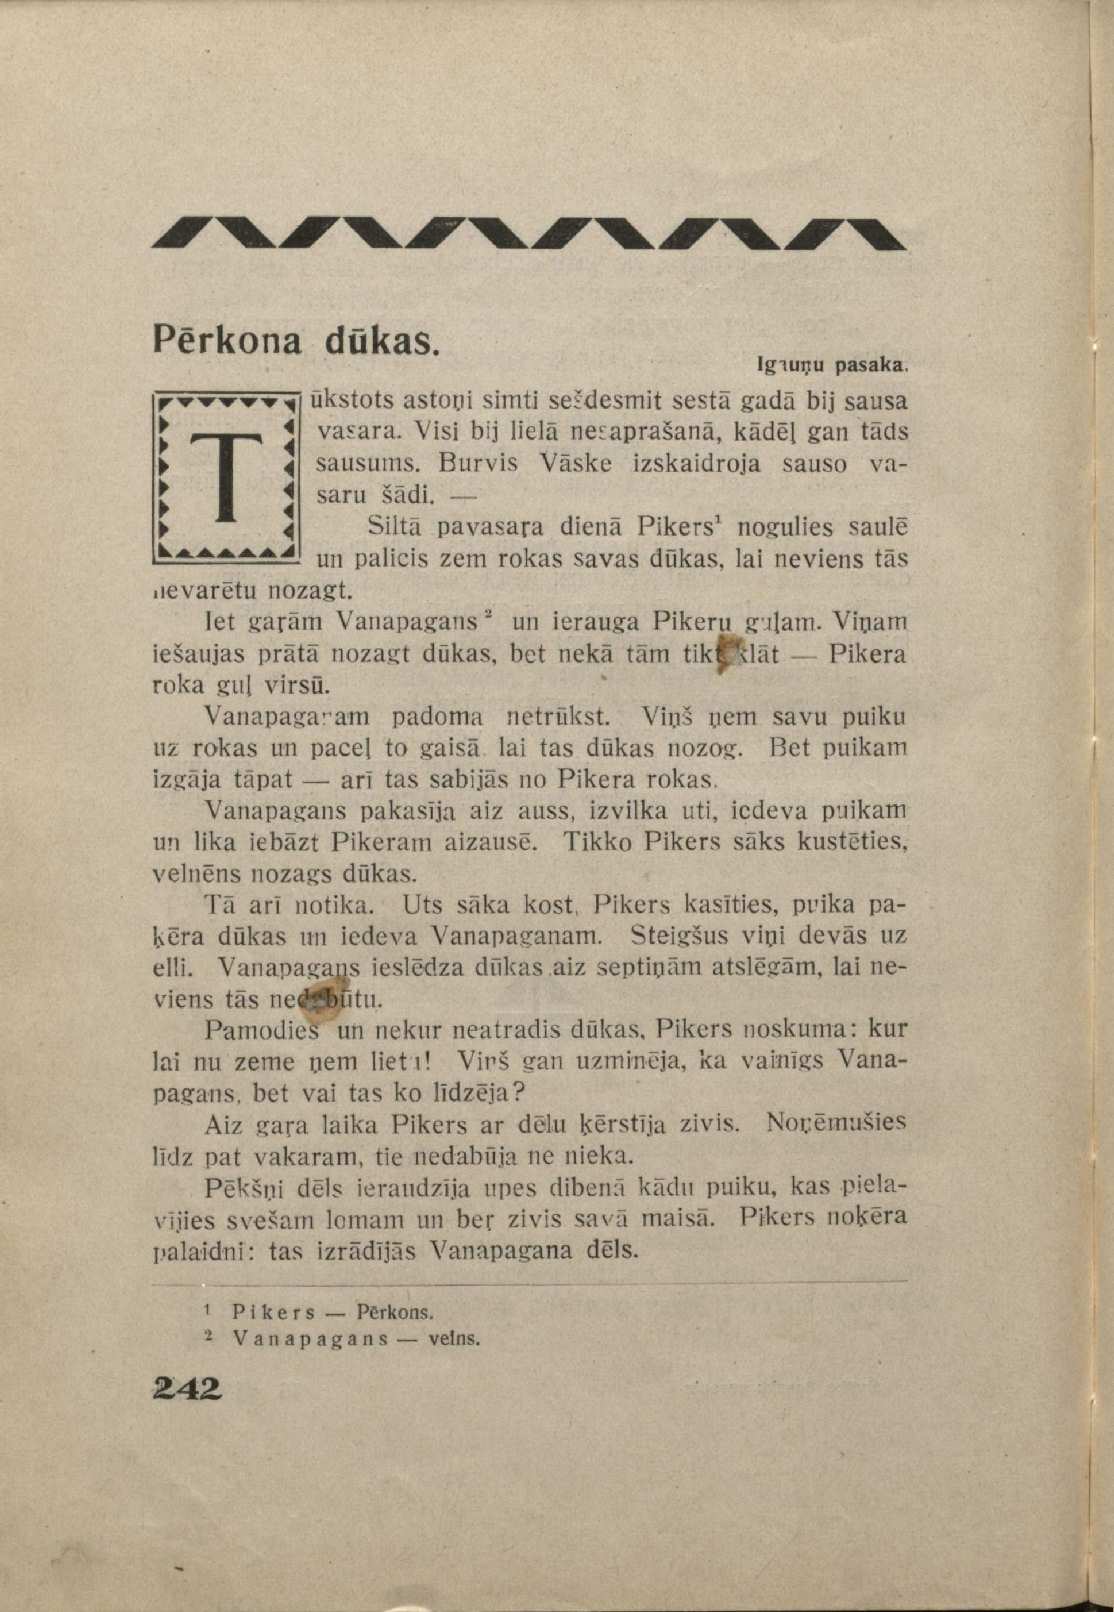 Pērkona dūkas.
Igauņu pasaka.
Tūkstots astoņi simti sešdesmit sestā gadā bij sausa
vasara. Visi bij lielā nesaprašanā, kādēļ gan tāds
sausums. Burvis Vāske izskaidroja sauso va-
saru šādi. —
Siltā pavasaŗa dienā Pikers¹ nogulies saulē
un palicis zem rokas savas dūkas, lai neviens tās
nevarētu nozagt.
Iet gaŗām Vanapagans² un ierauga Pikeru guļam. Viņam
iešaujas prātā nozagt dūkas, bet nekā tām tikt klāt — Pikera
roka guļ virsū.
Vanapaganam padoma netrūkst. Viņš ņem savu puiku
uz rokas un paceļ to gaisā lai tas dūkas nozog. Bet puikam
izgāja tāpat — arī tas sabijās no Pikera rokas.
Vanapagans pakasīja aiz auss, izvilka uti, iedeva puikam
un lika iebāzt Pikeram aizausē. Tikko Pikers sāks kustēties,
velnēns nozags dūkas.
Tā arī notika. Uts sāka kost, Pikers kasīties, puika pa-
ķēra dūkas un iedeva Vanapaganam. Steigšus viņi devās uz
elli. Vanapagans ieslēdza dūkas aiz septiņām atslēgām, lai ne-
viens tās nedabūtu.
Pamodies un nekur neatradis dūkas, Pikers noskuma: kur
lai nu zeme ņem lietu! Viņš gan uzminēja, ka vainīgs Vana-
pagans, bet vai tas ko līdzēja?
Aiz gaŗa laika Pikers ar dēlu ķērstīja zivis. Noņēmušies
līdz pat vakaram, tie nedabūja ne nieka.
Pēkšņi dēls ieraudzīja upes dibenā kādu puiku, kas piela-
vījies svešam lomam un beŗ zivis savā maisā. Pikers noķēra
palaidni: tas izrādījās Vanapagana dēls.
¹ Pikers — Pērkons.
² Vanapagans — velns.
242